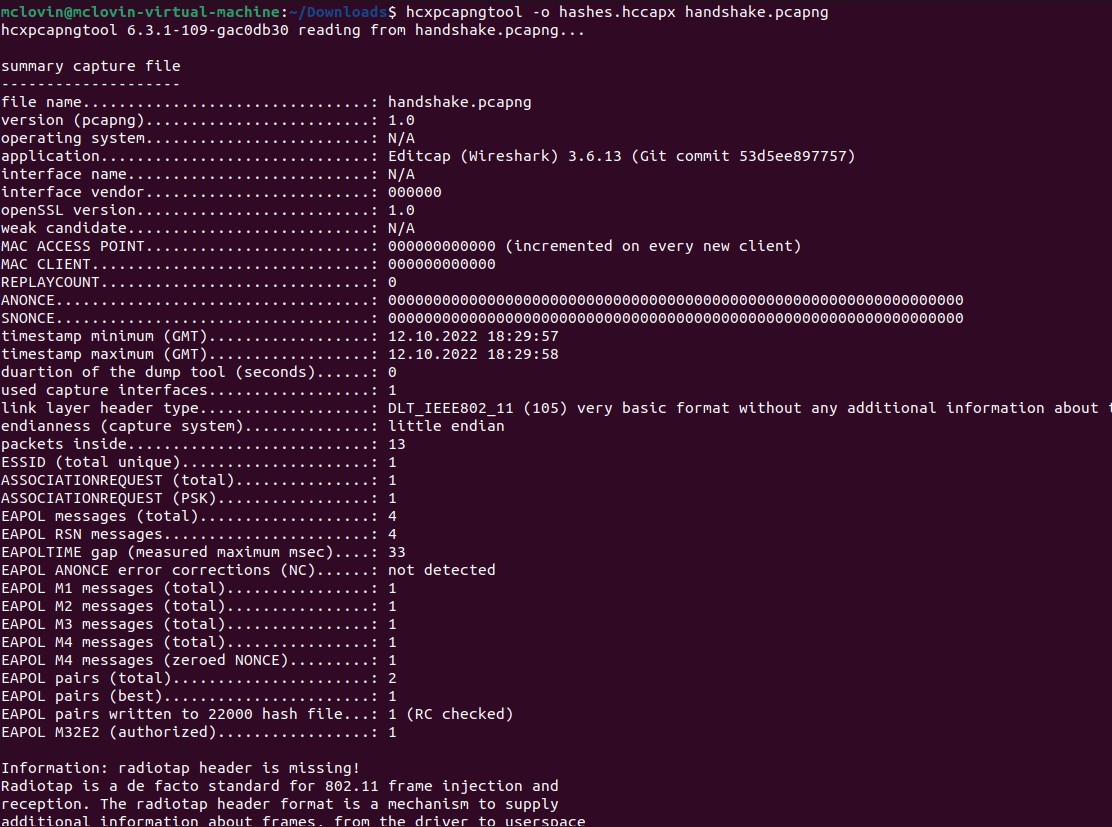 mclovin@mclovin-virtual-machine:~/Downloads$ hcxpcapngtool -o hashes.hccapx handshake.pcapng
hcxpcapngtool 6.3.1-109-gac0db30 reading from handshake.pcapng...
summary capture file
--------------------
file name................................: handshake.pcapng
version (pcapng).........................: 1.0
operating system.........................: N/A
application..............................: Editcap (Wireshark) 3.6.13 (Git commit 53d5ee897757)
interface name...........................: N/A
interface vendor.........................: 000000
openSSL version..........................: 1.0
weak candidate...........................: N/A
MAC ACCESS POINT.........................: 000000000000 (incremented on every new client)
MAC CLIENT...............................: 000000000000
REPLAYCOUNT..............................: 0
ANONCE...................................: 0000000000000000000000000000000000000000000000000000000000000000
SNONCE...................................: 0000000000000000000000000000000000000000000000000000000000000000
timestamp minimum (GMT)..................: 12.10.2022 18:29:57
timestamp maximum (GMT)..................: 12.10.2022 18:29:58
duartion of the dump tool (seconds)......: 0
used capture interfaces..................: 1
link layer header type...................: DLT_IEEE802_11 (105) very basic format without any additional information about
endianness (capture system)..............: little endian
packets inside...........................: 13
ESSID (total unique).....................: 1
ASSOCIATIONREQUEST (total)...............: 1
ASSOCIATIONREQUEST (PSK).................: 1
EAPOL messages (total)...................: 4
EAPOL RSN messages.......................: 4
EAPOLTIME gap (measured maximum msec)....: 33
EAPOL ANONCE error corrections (NC)......: not detected
EAPOL M1 messages (total)................: 1
EAPOL M2 messages (total)................: 1
EAPOL M3 messages (total)................: 1
EAPOL M4 messages (total)................: 1
EAPOL M4 messages (zeroed NONCE).........: 1
EAPOL pairs (total)......................: 2
EAPOL pairs (best).......................: 1
EAPOL pairs written to 22000 hash file...: 1 (RC checked)
EAPOL M32E2 (authorized).................: 1
Information: radiotap header is missing!
Radiotap is a de facto standard for 802.11 frame injection and
reception. The radiotap header format is a mechanism to supply
additional information about frames, from the driver to userspace